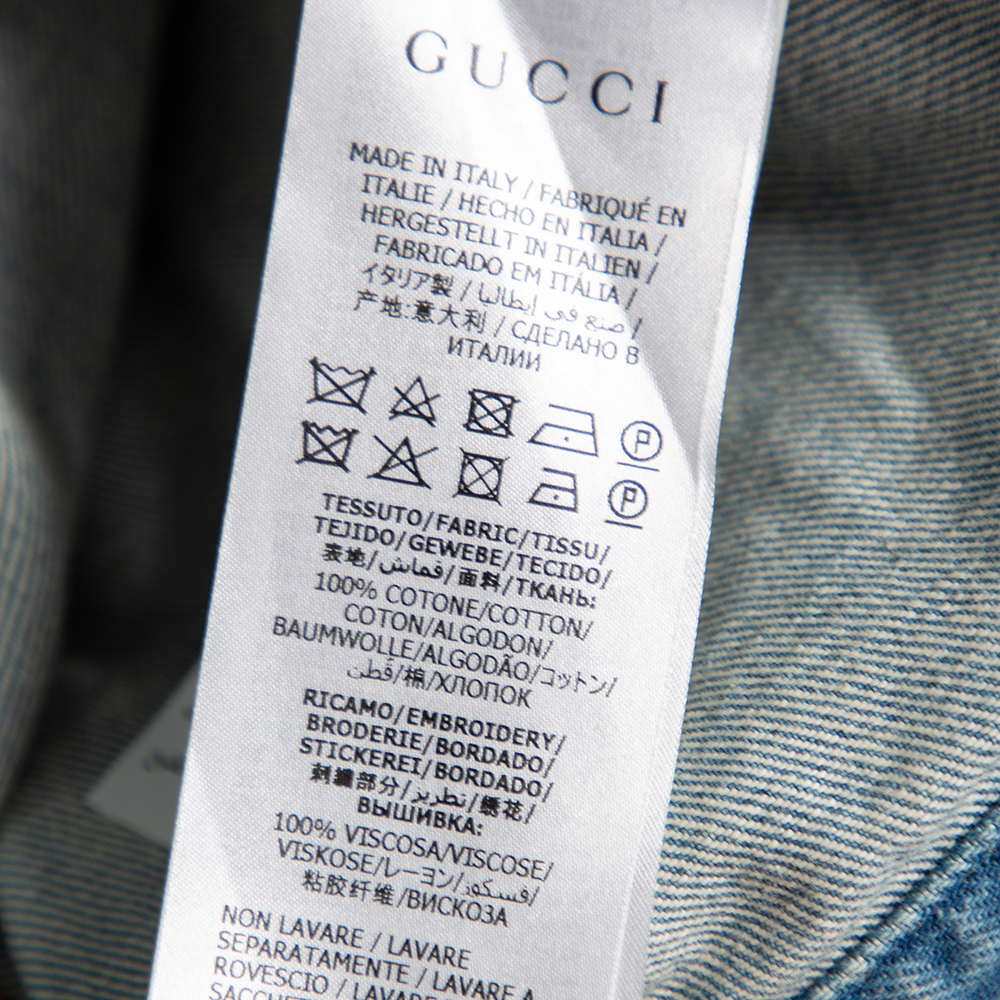 GUCCI
MADE IN ITALY / FABRIQUÉ EN
ITALIE / HECHO EN ITALIA /
HERGESTELLT IN ITALIEN /
FABRICADO EM ITÁLIA /
イタリア製 / صنع في إيطاليا /
产地:意大利 / СДЕЛАНО В
ИТАЛИИ
P
P
TESSUTO/FABRIC/TISSU/
TEJIDO/GEWEBE/TECIDO/
表地/قماش/面料/ТКАНЬ:
100% COTONE/COTTON/
COTON/ALGODON/
BAUMWOLLE/ALGODÃO/コットン/
قطن/棉/ХЛОПОК
RICAMO/EMBROIDERY/
BRODERIE/BORDADO/
STICKEREI/BORDADO/
刺繍部分/تطريز/绣花/
ВЫШИВКА:
100% VISCOSA/VISCOSE/
VISKOSE/レーヨン/فسكوز/
粘胶纤维/ВИСКОЗА
NON LAVARE / LAVARE
SEPARATAMENTE / LAVARE A
ROVESCIO / LAVARE